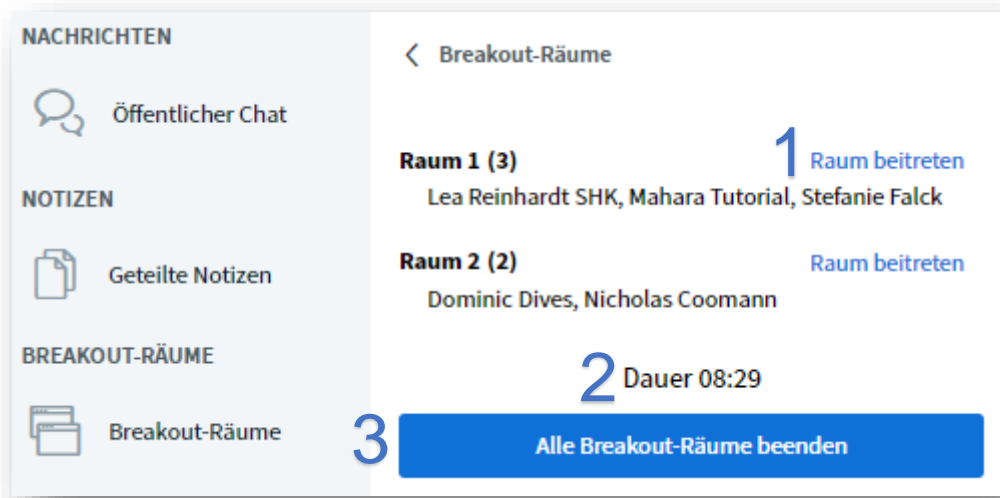 NACHRICHTEN
Öffentlicher Chat
NOTIZEN
Geteilte Notizen
BREAKOUT-RÄUME
Breakout-Räume
Breakout-Räume
Raum 1 (3) 1 Raum beitreten
Lea Reinhardt SHK, Mahara Tutorial, Stefanie Falck
Raum 2 (2) Raum beitreten
Dominic Dives, Nicholas Coomann
2 Dauer 08:29
3 Alle Breakout-Räume beenden